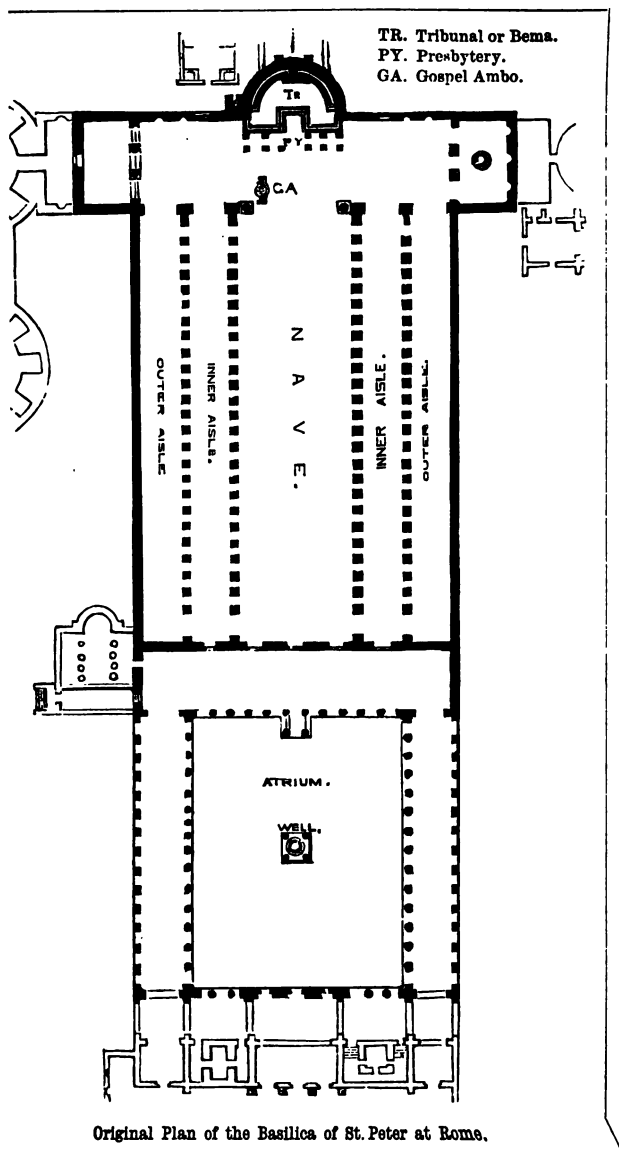 TR. Tribunal or Bema.
PY. Presbytery.
GA. Gospel Ambo.
TR
PY
GA
NAVE.
OUTER AISLE
INNER AISLE.
INNER AISLE.
OUTER AISLE.
ATRIUM.
WELL.
Original Plan of the Basilica of St. Peter at Rome.